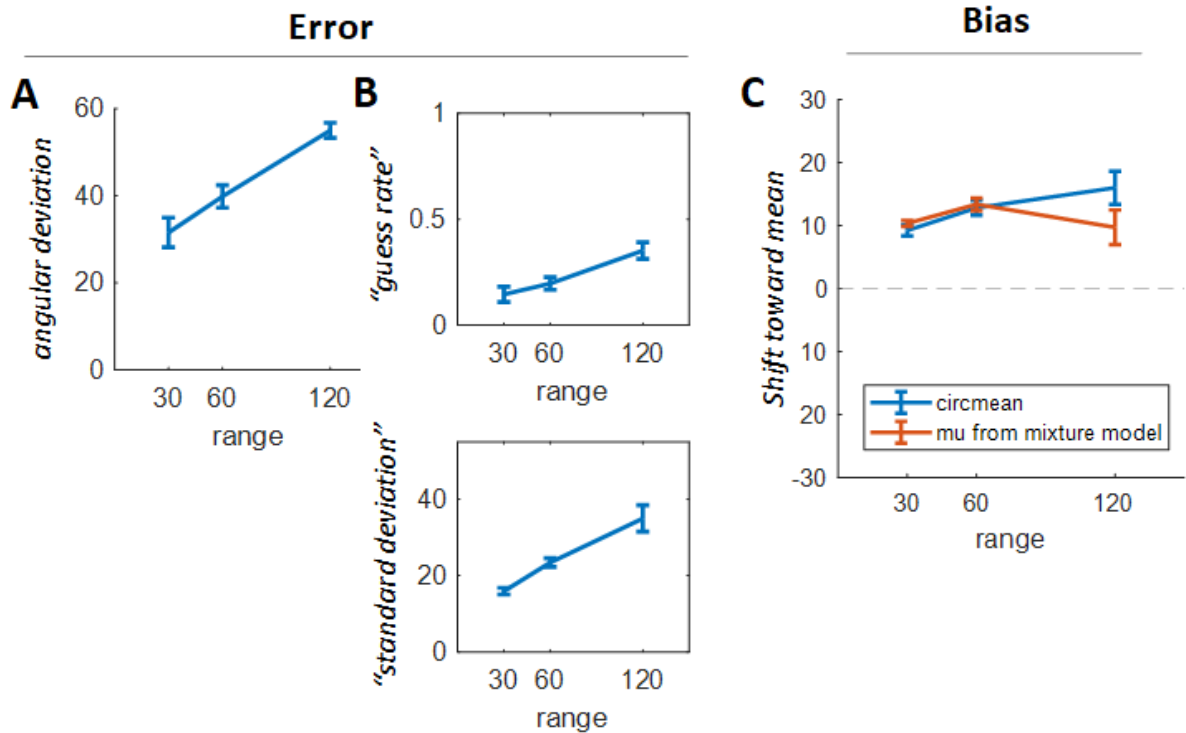 Error
Bias
A
60
40
20
0
angular deviation
30 60 120
range
B
1
0.5
0
"guess rate"
30 60 120
range
40
20
0
"standard deviation"
30 60 120
range
C
30
20
10
0
10
20
-30
Shift toward mean
circmean
mu from mixture model
30 60 120
range